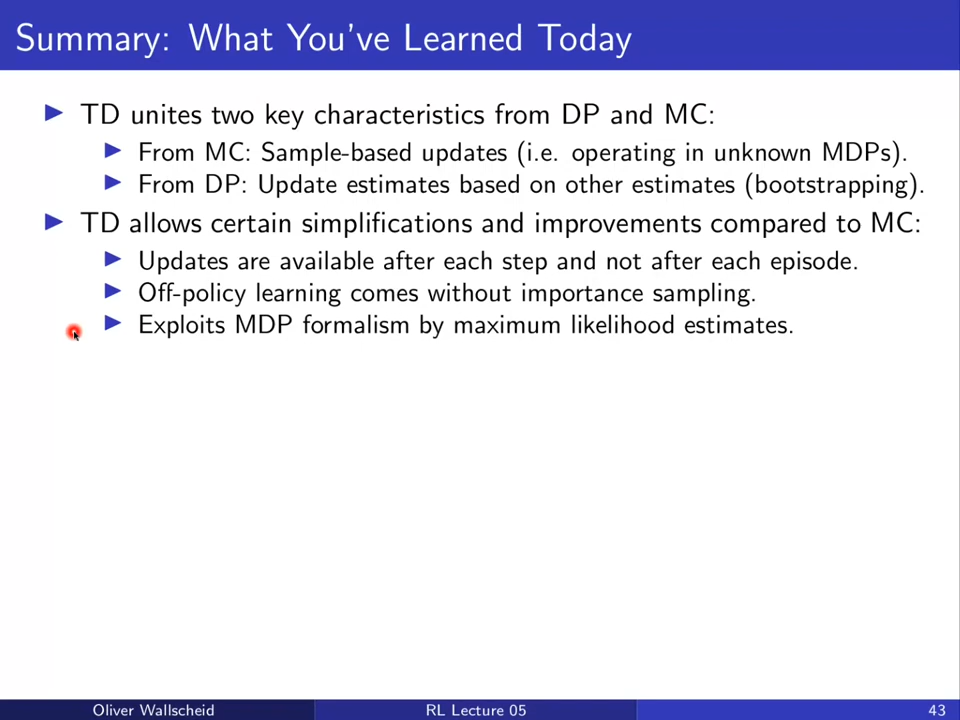 Summary: What You've Learned Today
TD unites two key characteristics from DP and MC:
From MC: Sample-based updates (i.e. operating in unknown MDPs).
From DP: Update estimates based on other estimates (bootstrapping).
TD allows certain simplifications and improvements compared to MC:
Updates are available after each step and not after each episode.
Off-policy learning comes without importance sampling.
Exploits MDP formalism by maximum likelihood estimates.
Oliver Wallscheid
RL Lecture 05
43